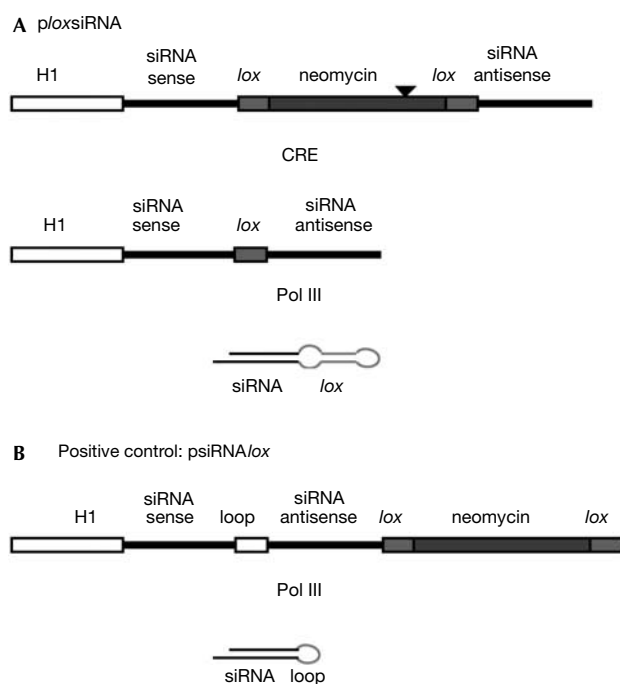 A ploxsiRNA
H1 siRNA sense lox neomycin lox siRNA antisense
CRE
H1 siRNA sense lox siRNA antisense
Pol III
siRNA lox
B Positive control: psiRNAlox
H1 siRNA sense loop siRNA antisense lox neomycin lox
Pol III
siRNA loop